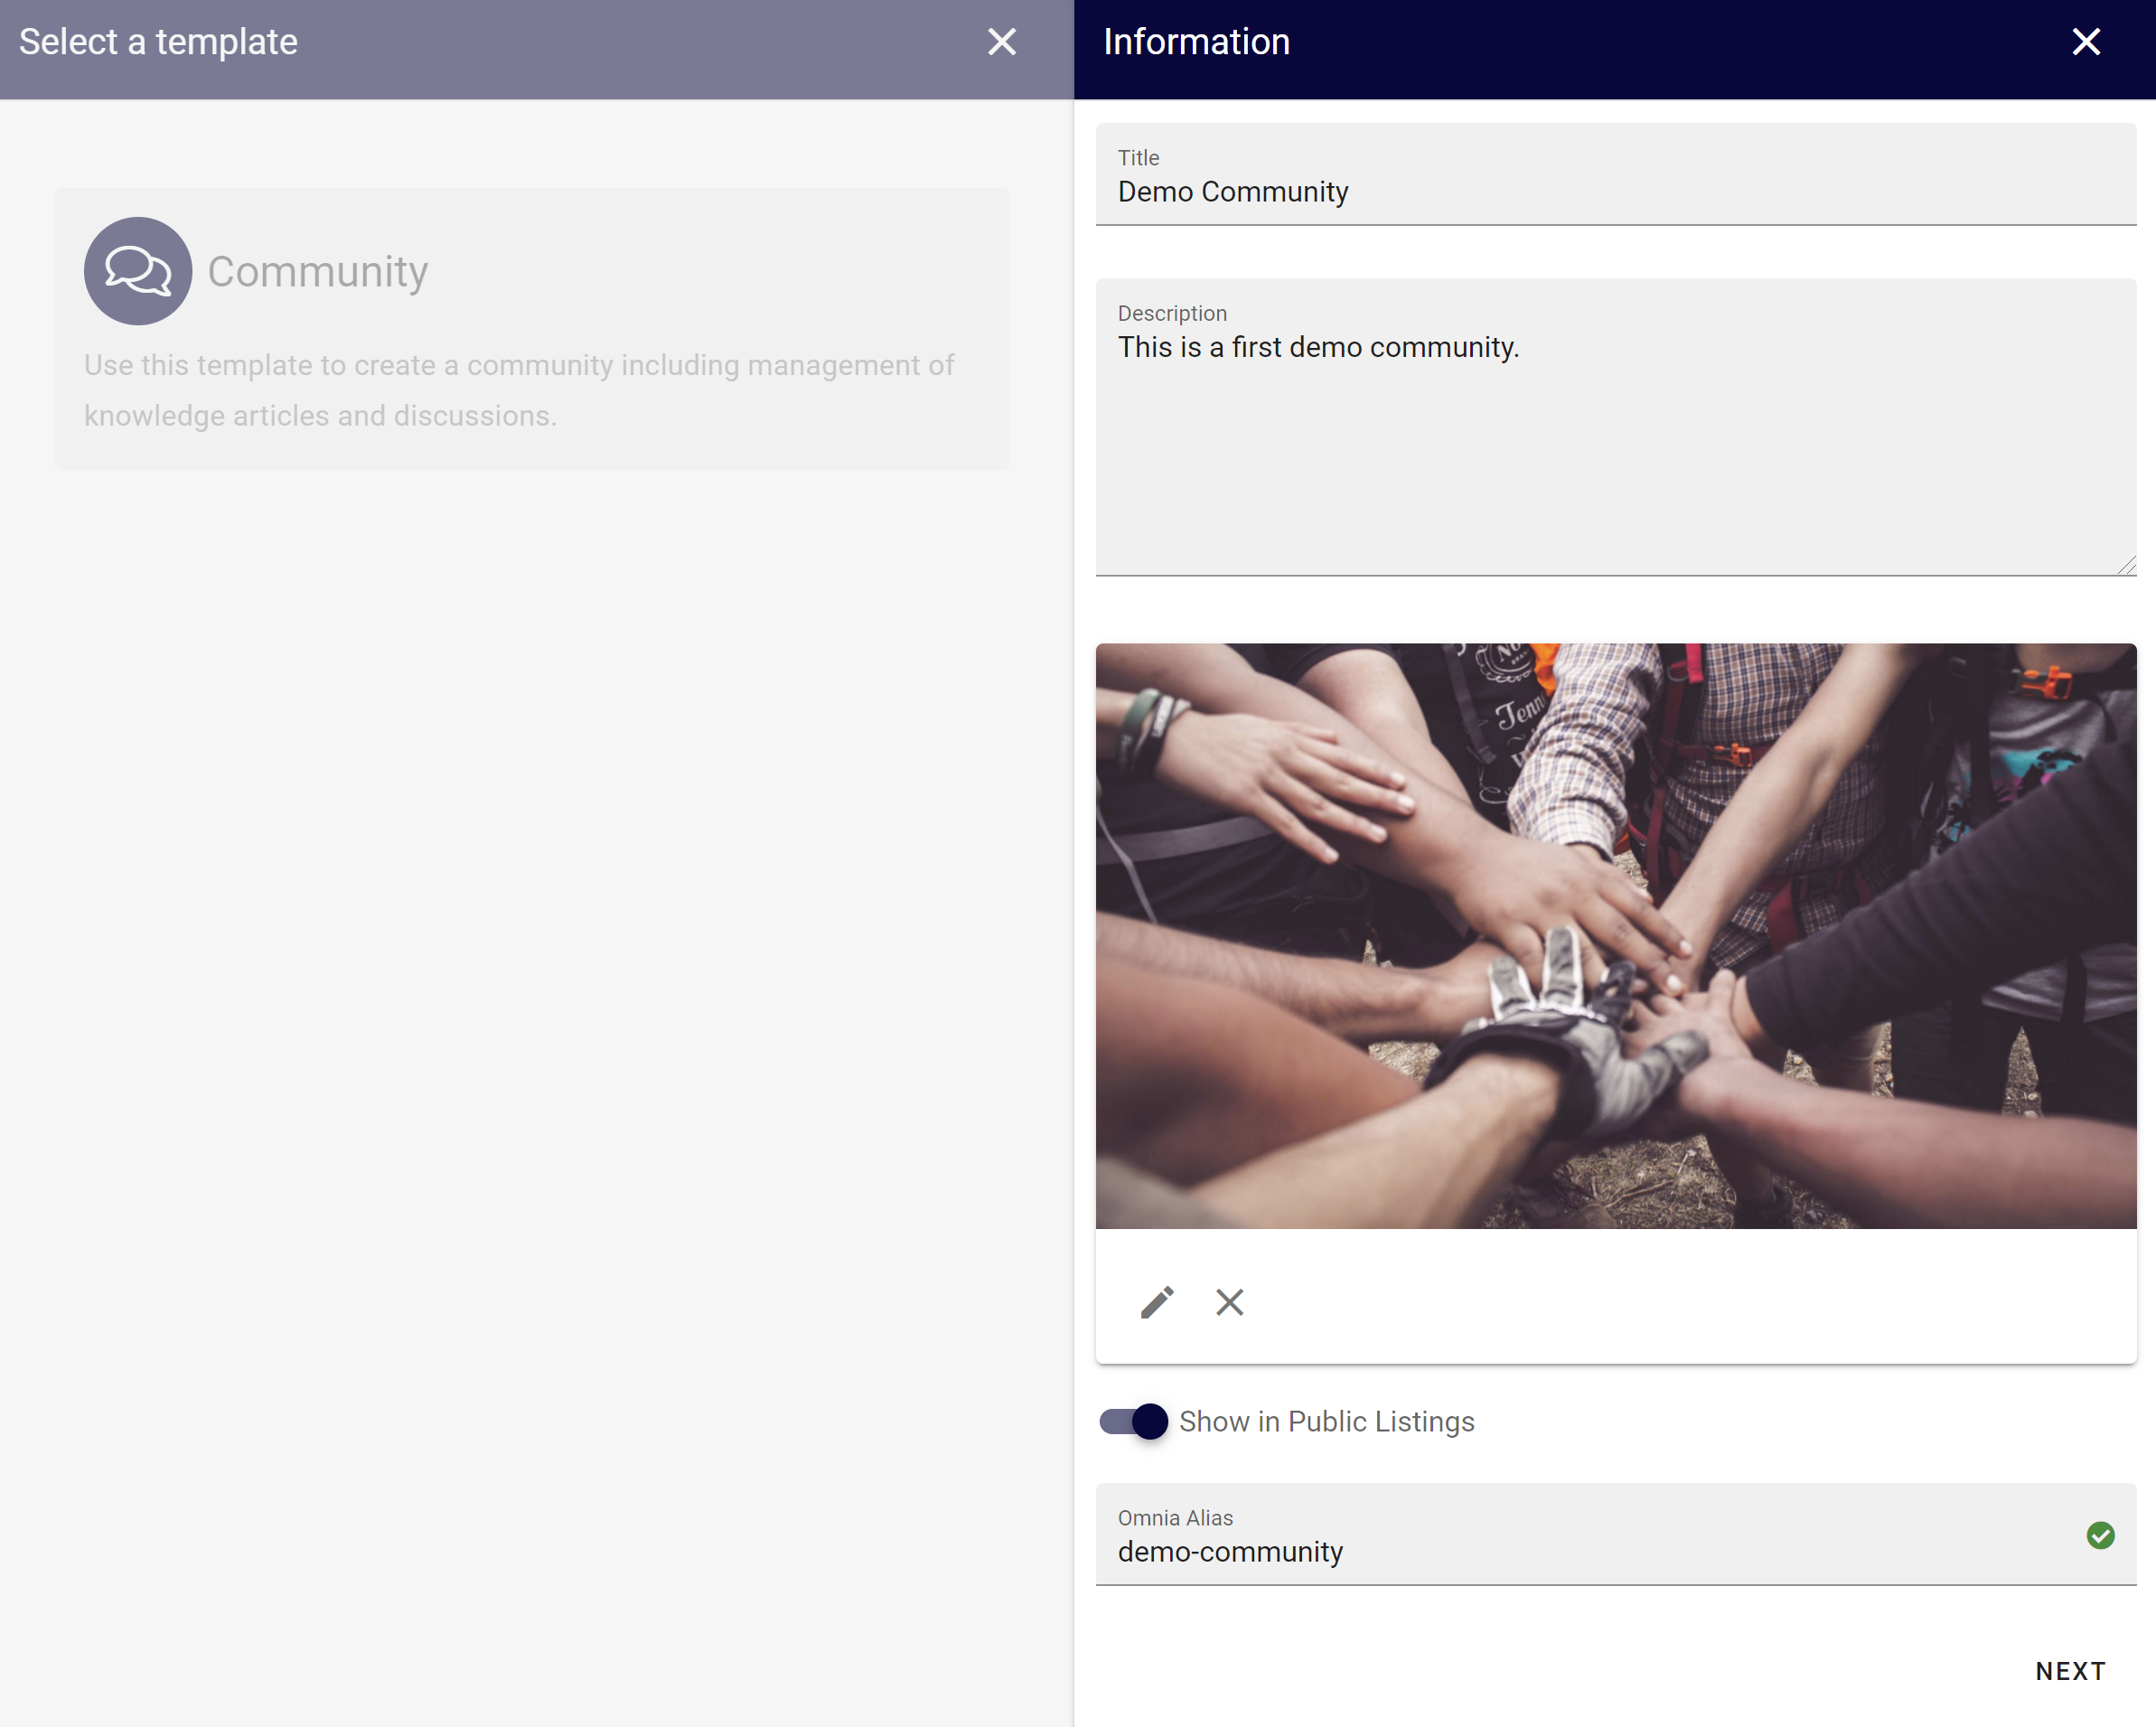 Select a template
Community
Use this template to create a community including management of
knowledge articles and discussions.
Information
Title
Demo Community
Description
This is a first demo community.
Show in Public Listings
Omnia Alias
demo-community
NEXT